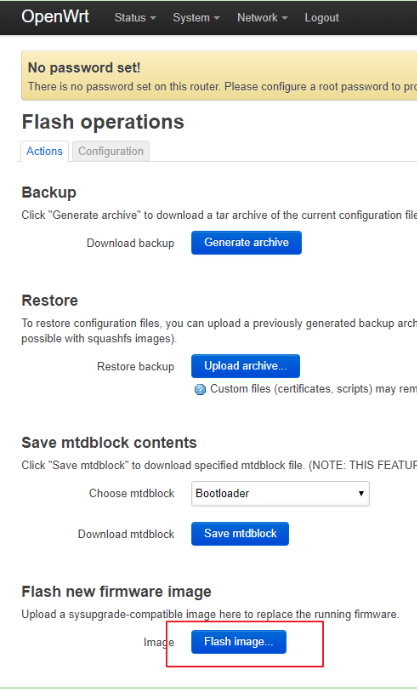 OpenWrt Status System Network Logout
No password set!
There is no password set on this router. Please configure a root password to
Flash operations
Actions Configuration
Backup
Click "Generate archive" to download a tar archive of the current configuration
Download backup Generate archive
Restore
To restore configuration files, you can upload a previously generated backup
possible with squashfs images).
Restore backup Upload archive...
Custom files (certificates, scripts) may
Save mtdblock contents
Click "Save mtdblock" to download specified mtdblock file. (NOTE: THIS
Choose mtdblock Bootloader
Download mtdblock Save mtdblock
Flash new firmware image
Upload a sysupgrade-compatible image here to replace the running firmware.
Image Flash image...